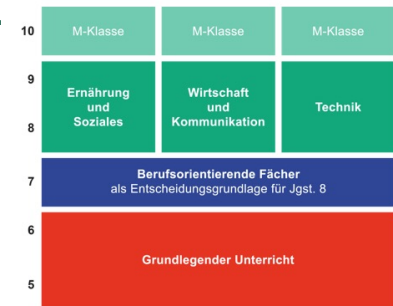 10
M-Klasse M-Klasse M-Klasse
9
Ernährung
und
Soziales
Wirtschaft
und
Kommunikation
Technik
8
7
Berufsorientierende Fächer
als Entscheidungsgrundlage für Jgst. 8
6
Grundlegender Unterricht
5